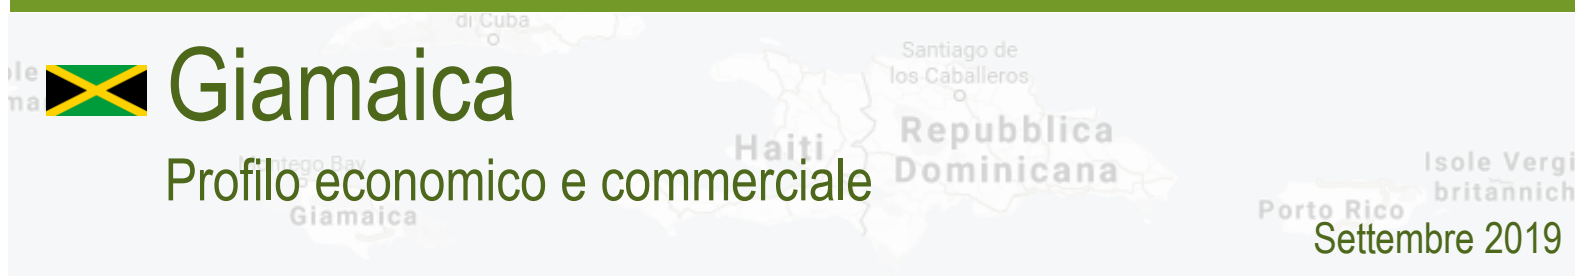 di Cuba
Giamaica
Santiago de
los Caballeros
Haiti
Repubblica
Dominicana
Profilo economico e commerciale
Giamaica
Porto Rico
Settembre 2019